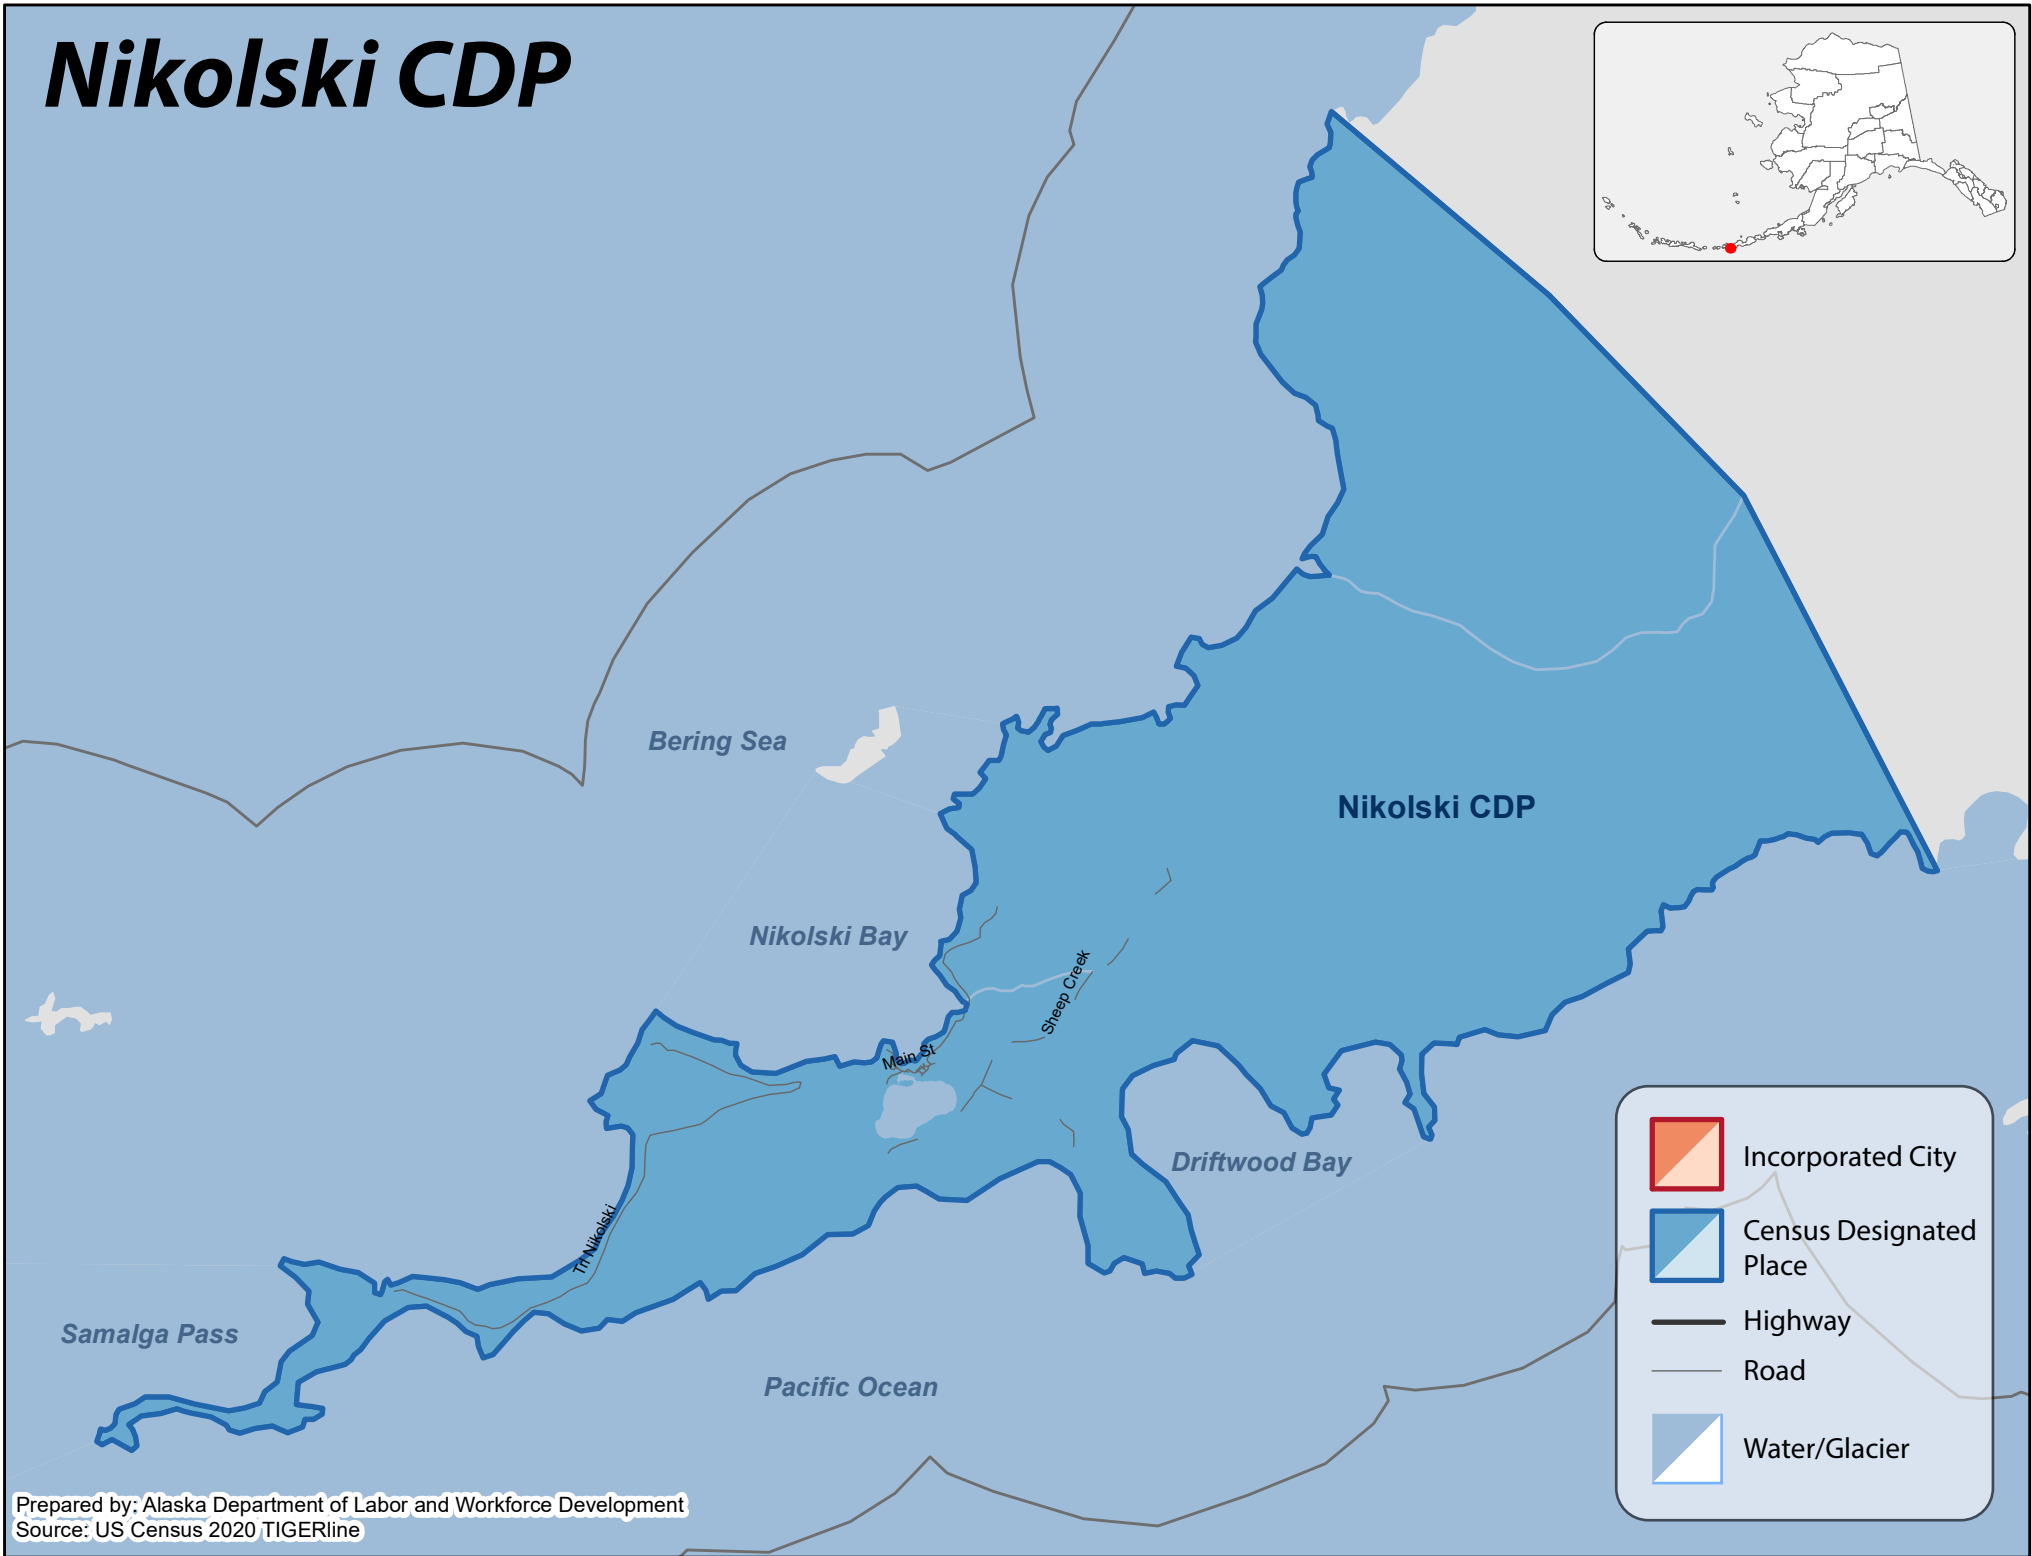 Nikolski CDP
Bering Sea
Nikolski CDP
Nikolski Bay
Sheep Creek
Main St
Driftwood Bay
Trl Nikolski
Samalga Pass
Pacific Ocean
Incorporated City
Census Designated
Place
Highway
Road
Water/Glacier
Prepared by: Alaska Department of Labor and Workforce Development
Source: US Census 2020 TIGERline